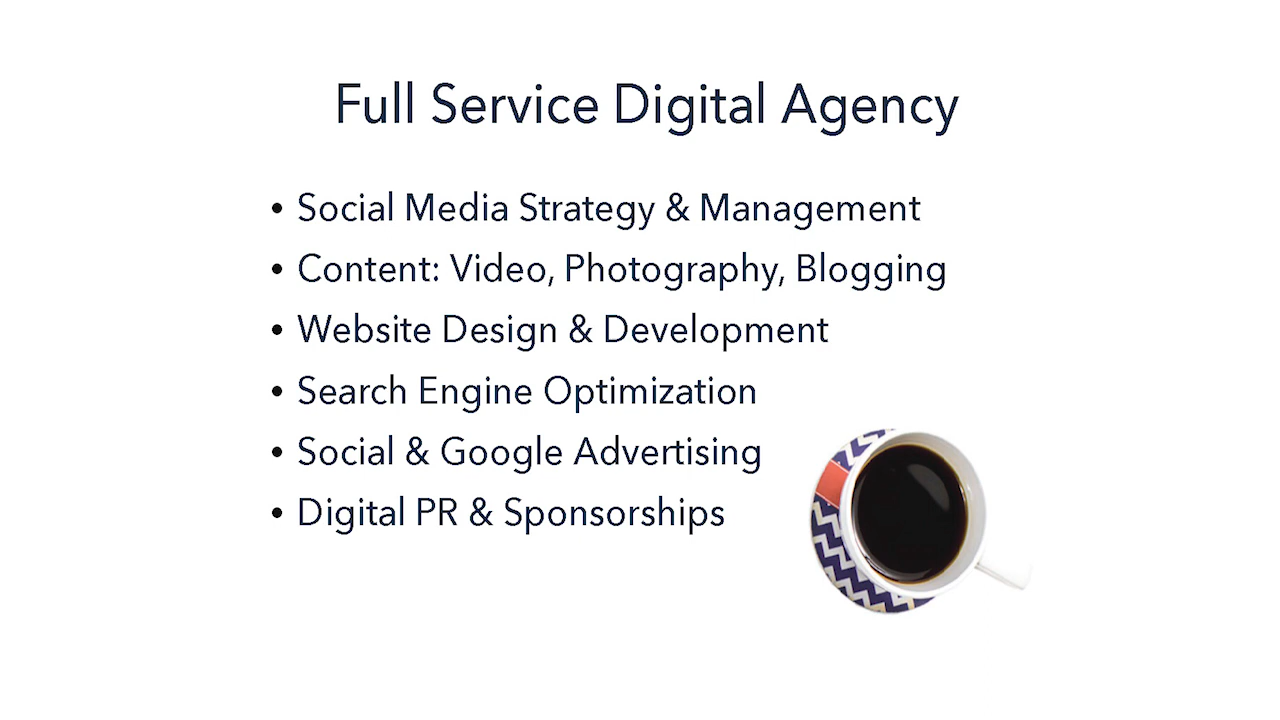 Full Service Digital Agency
• Social Media Strategy & Management
• Content: Video, Photography, Blogging
• Website Design & Development
• Search Engine Optimization
• Social & Google Advertising
• Digital PR & Sponsorships